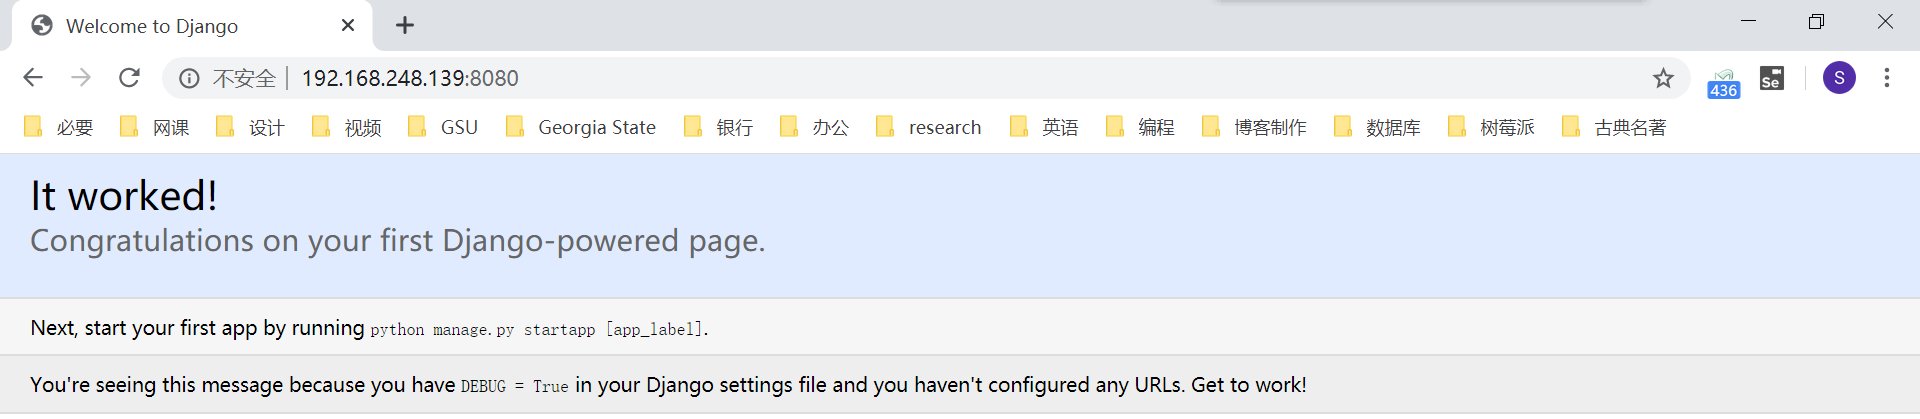 Welcome to Django
不安全 192.168.248.139:8080
436 Se S
必要 网课 设计 视频 GSU Georgia State 银行 办公 research 英语 编程 博客制作 数据库 树莓派 古典名著
It worked!
Congratulations on your first Django-powered page.
Next, start your first app by running python manage.py startapp [app_label].
You're seeing this message because you have DEBUG = True in your Django settings file and you haven't configured any URLs. Get to work!